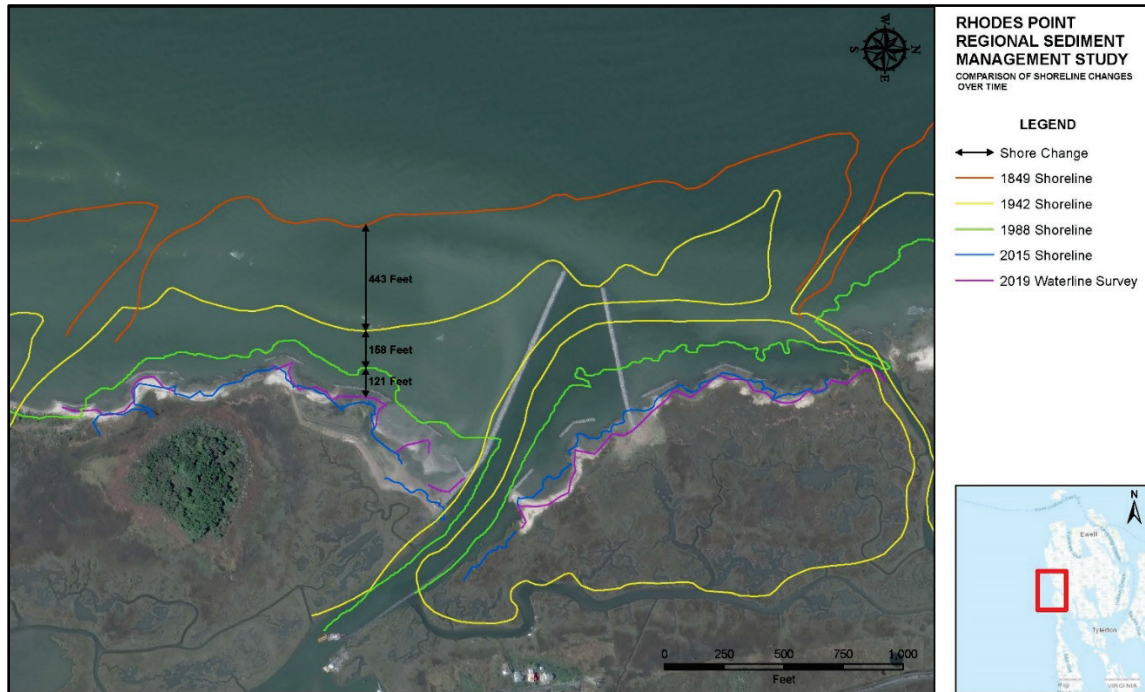 RHODES POINT
REGIONAL SEDIMENT
MANAGEMENT STUDY
COMPARISON OF SHORELINE CHANGES
OVER TIME
LEGEND
Shore Change
1849 Shoreline
1942 Shoreline
1988 Shoreline
2015 Shoreline
2019 Waterline Survey
W
S
N
E
443 Feet
158 Feet
121 Feet
0 250 500 750 1,000
Feet
N
Ewell
Tylerton
VIRGINIA